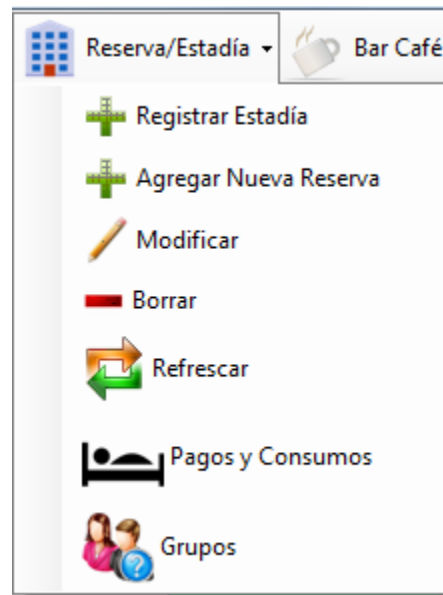 Reserva/Estadía Bar Café
Registrar Estadía
Agregar Nueva Reserva
Modificar
Borrar
Refrescar
Pagos y Consumos
Grupos